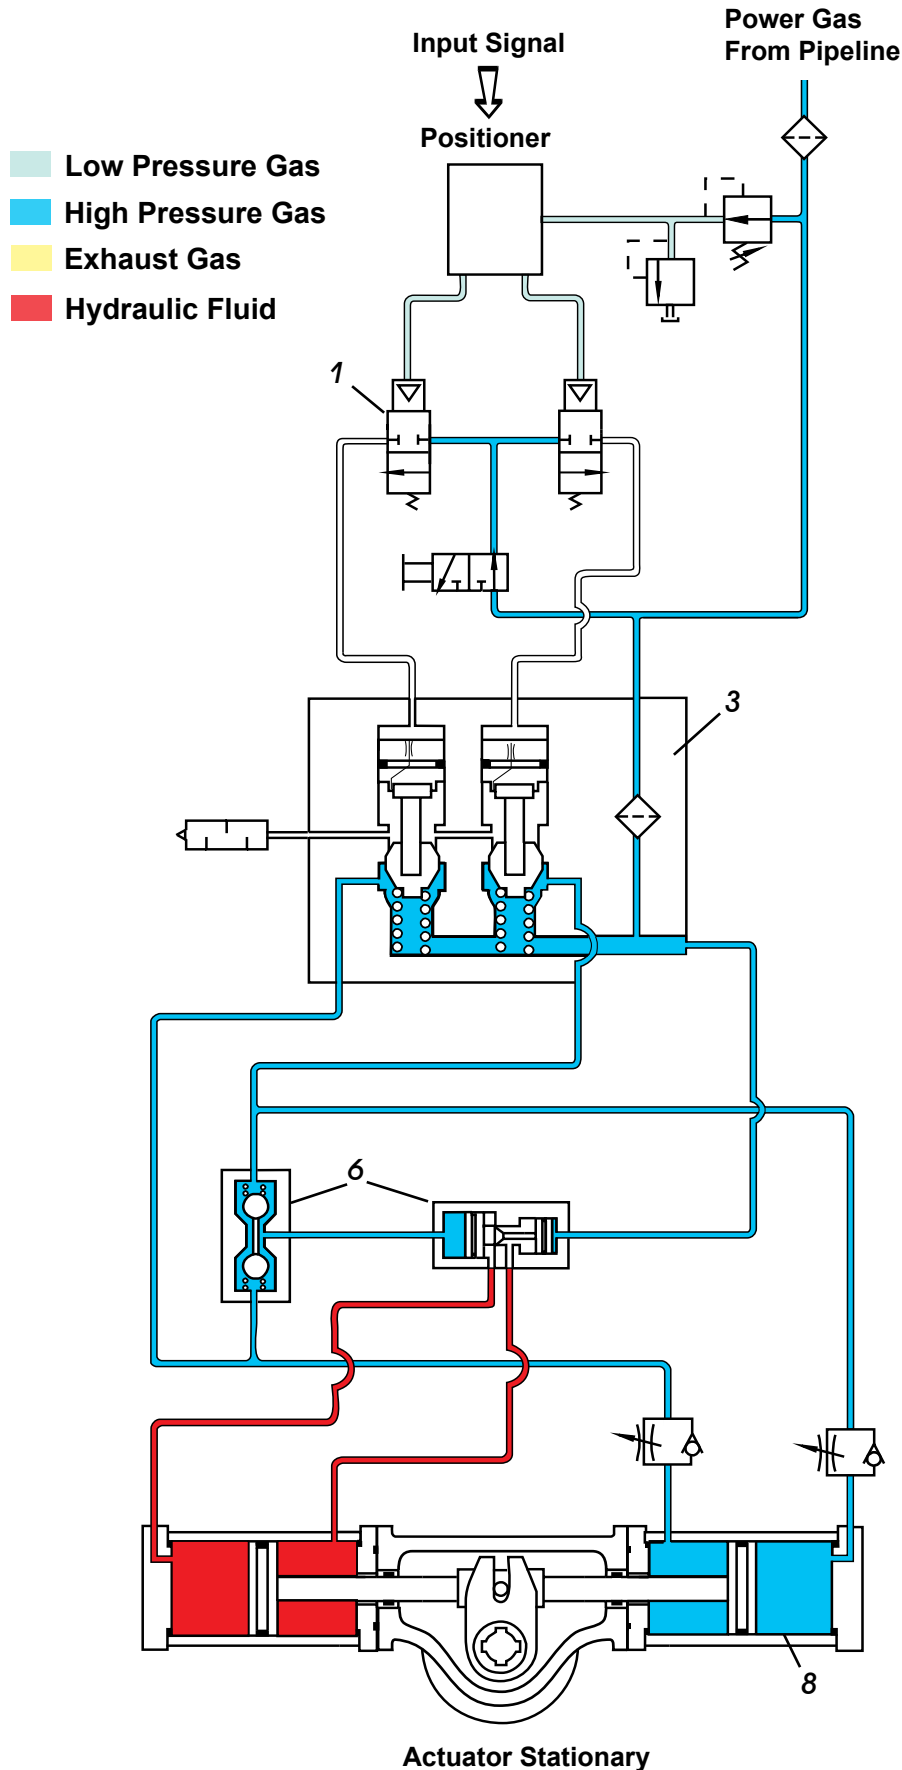 Power Gas
From Pipeline
Input Signal
Positioner
Low Pressure Gas
High Pressure Gas
Exhaust Gas
Hydraulic Fluid
1
3
6
8
Actuator Stationary